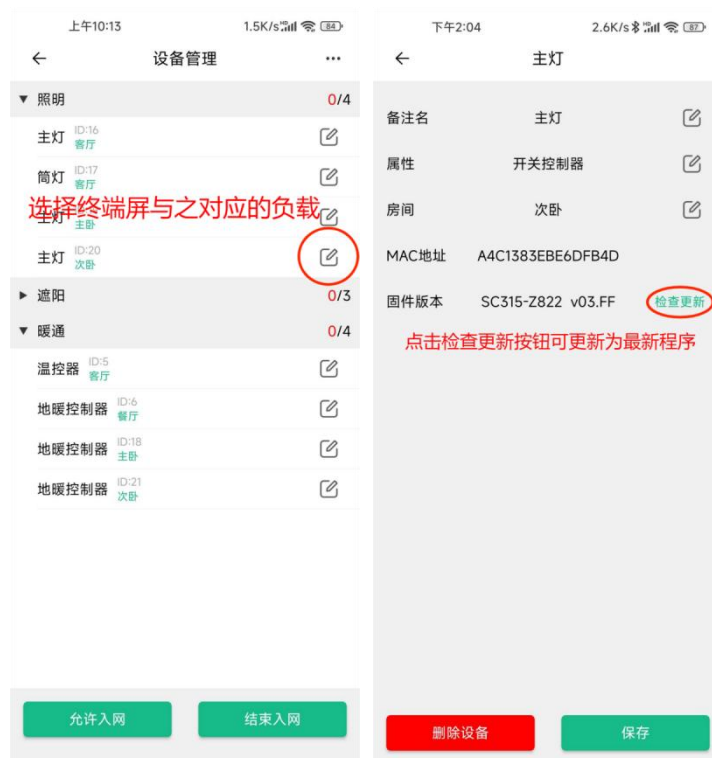 上午10:13
1.5K/s
84
设备管理
照明
0/4
主灯
ID:16
客厅
筒灯
ID:17
客厅
选择终端屏与之对应的负载
主灯
主卧
主灯
ID:20
次卧
遮阳
0/3
暖通
0/4
温控器
ID:5
客厅
地暖控制器
ID:6
餐厅
地暖控制器
ID:18
主卧
地暖控制器
ID:21
次卧
允许入网
结束入网
下午2:04
2.6K/s
87
主灯
备注名
主灯
属性
开关控制器
房间
次卧
MAC地址
A4C1383EBE6DFB4D
固件版本
SC315-Z822 v03.FF
检查更新
点击检查更新按钮可更新为最新程序
删除设备
保存